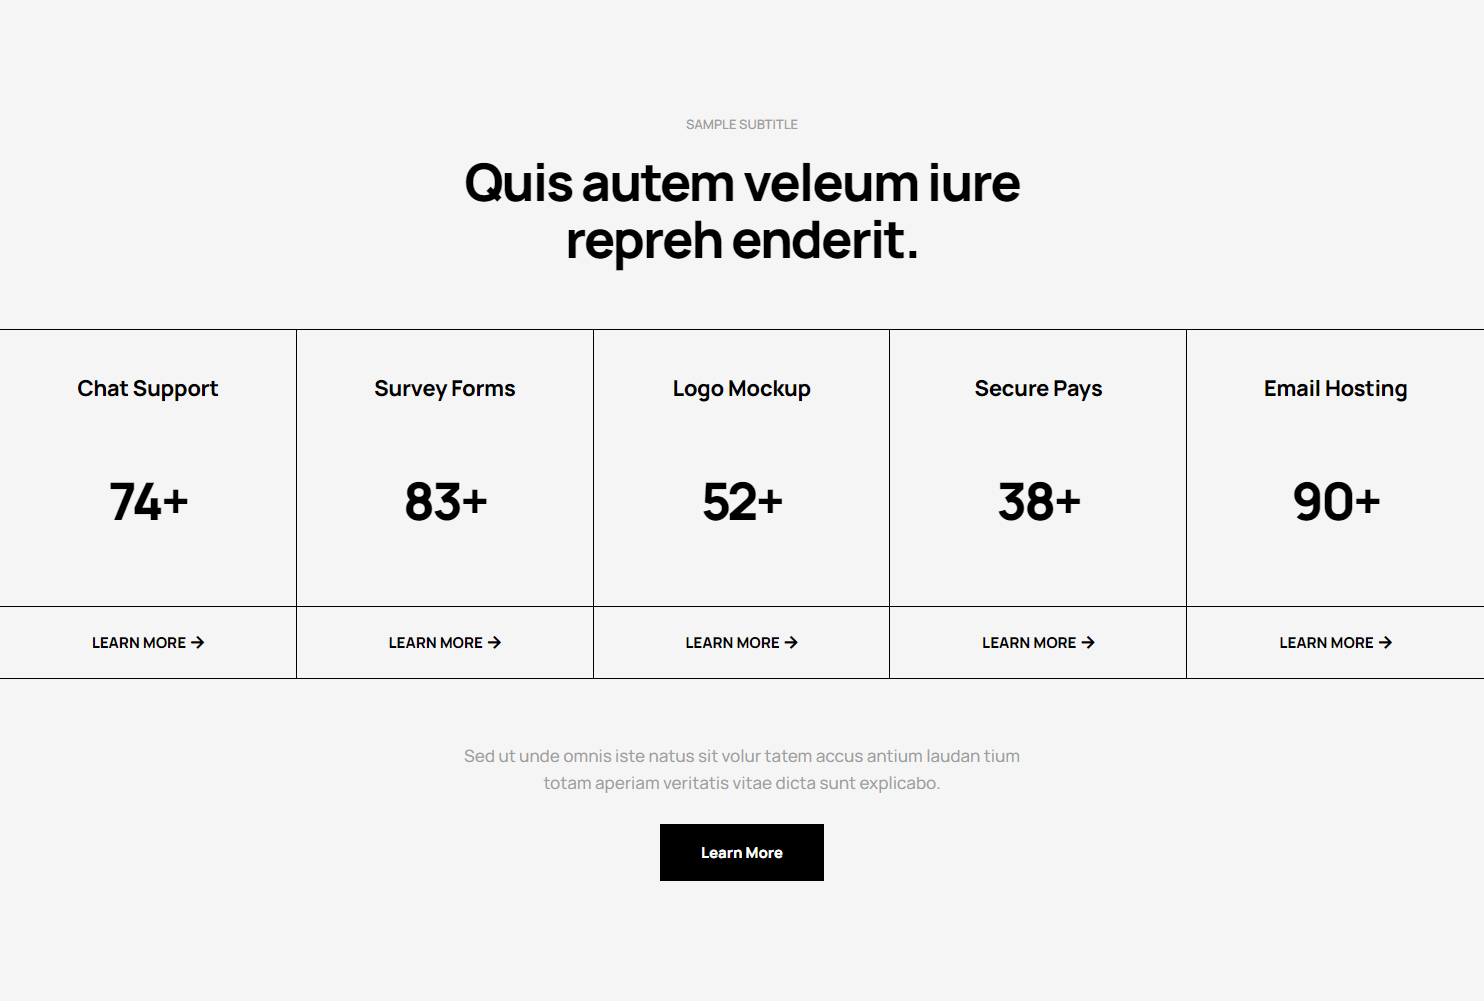 SAMPLE SUBTITLE
Quis autem veleum iure
repreh enderit.
Chat Support
Survey Forms
Logo Mockup
Secure Pays
Email Hosting
74+
83+
52+
38+
90+
LEARN MORE →
LEARN MORE →
LEARN MORE →
LEARN MORE →
LEARN MORE →
Sed ut unde omnis iste natus sit volur tatem accus antium laudan tium
totam aperiam veritatis vitae dicta sunt explicabo.
Learn More